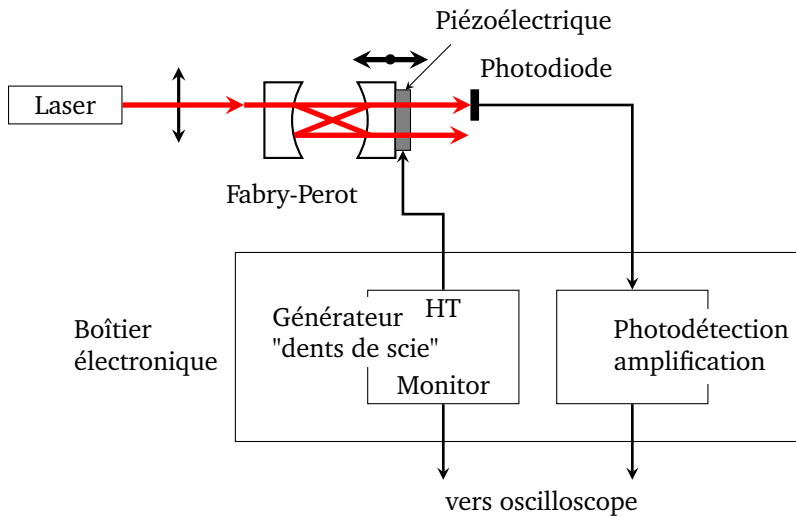 Piézoélectrique
Photodiode
Laser
Fabry-Perot
Boîtier
électronique
Générateur
"dents de scie"
HT
Monitor
Photodétection
amplification
vers oscilloscope